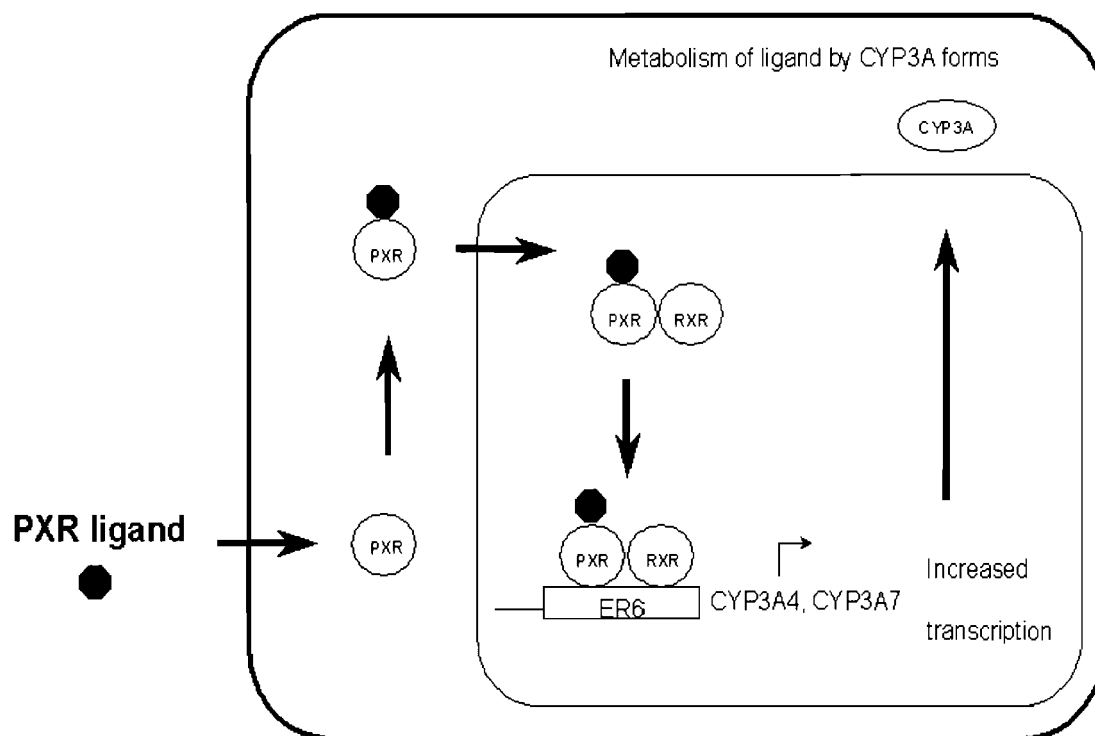 Metabolism of ligand by CYP3A forms
CYP3A
PXR
PXR
RXR
PXR ligand
PXR
PXR
RXR
ER6
CYP3A4, CYP3A7
Increased
transcription